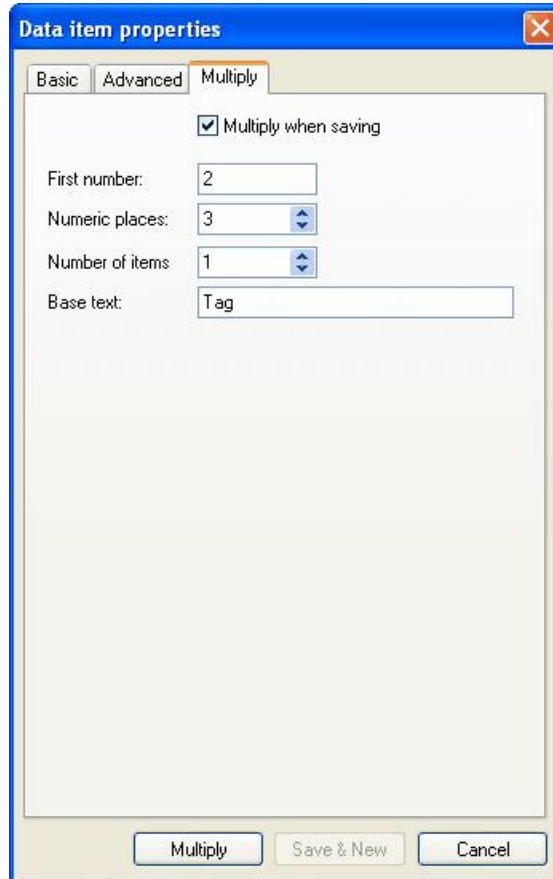 Data item properties
Basic Advanced Multiply
Multiply when saving
First number: 2
Numeric places: 3
Number of items 1
Base text: Tag
Multiply Save & New Cancel